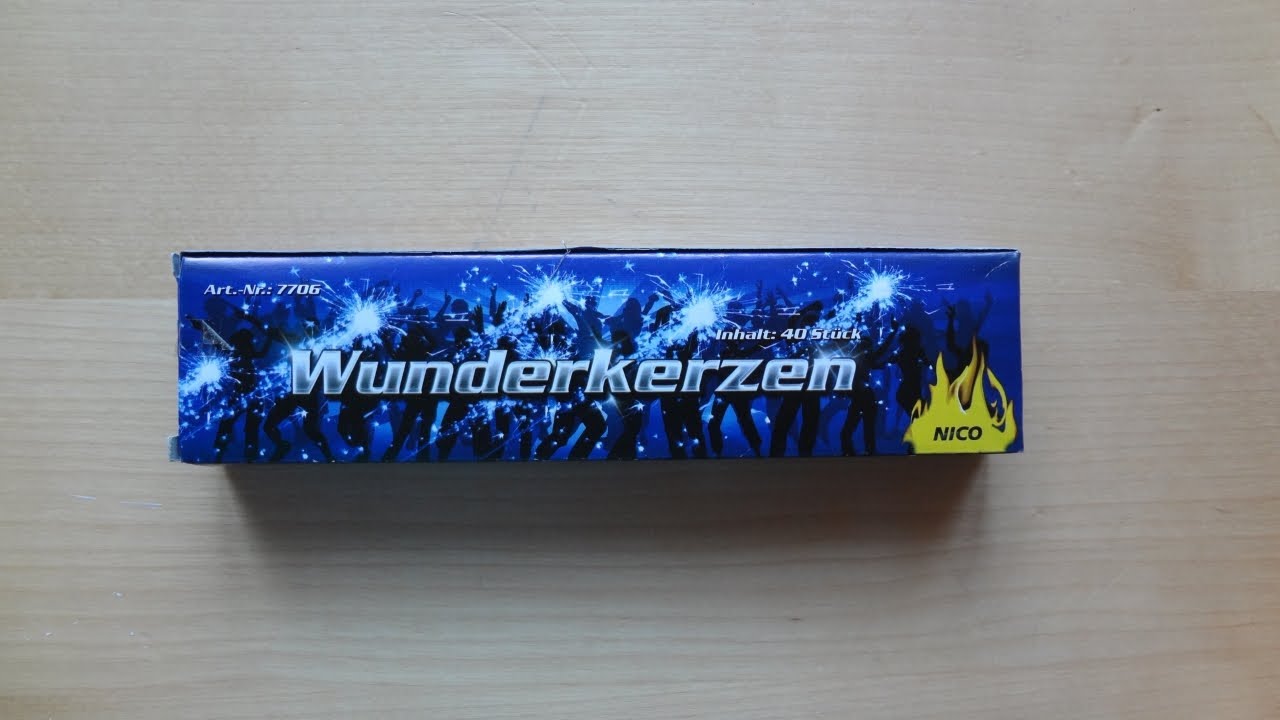 Art.-Nr.: 7706
Inhalt: 40 Stück
Wunderkerzen
NICO